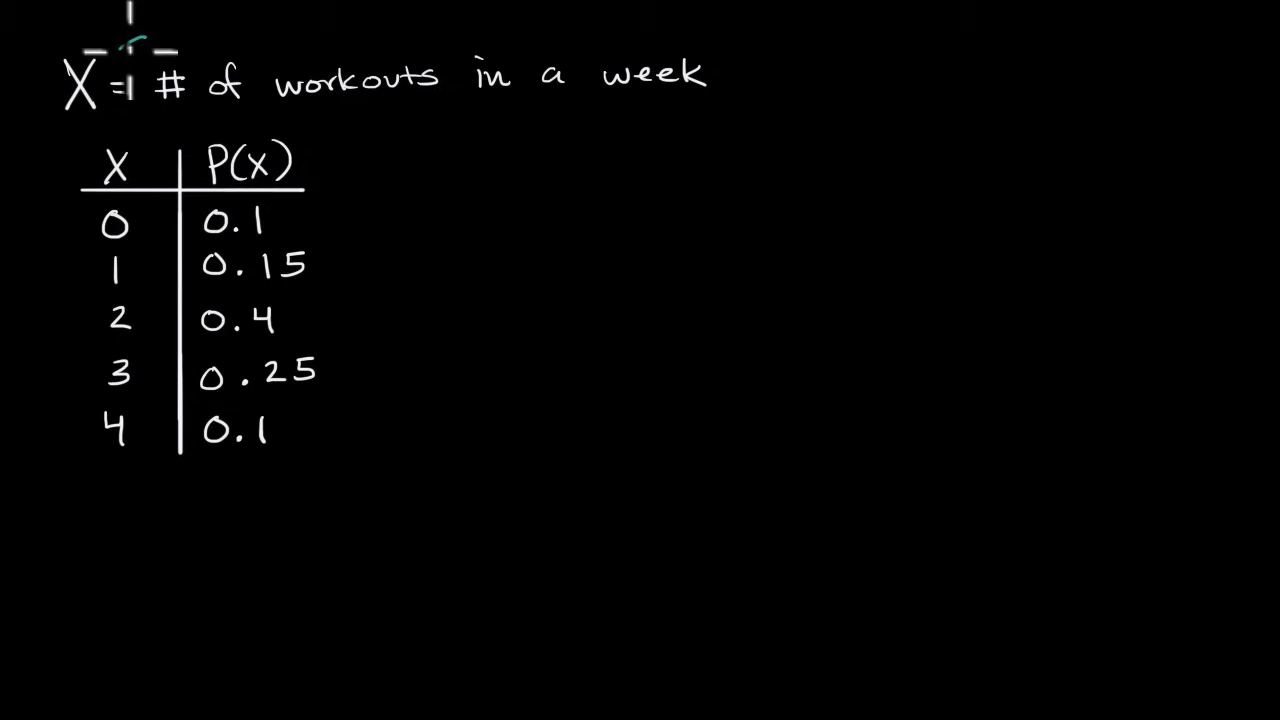 X = # of workouts in a week
X P(X)
0 0.1
1 0.15
2 0.4
3 0.25
4 0.1